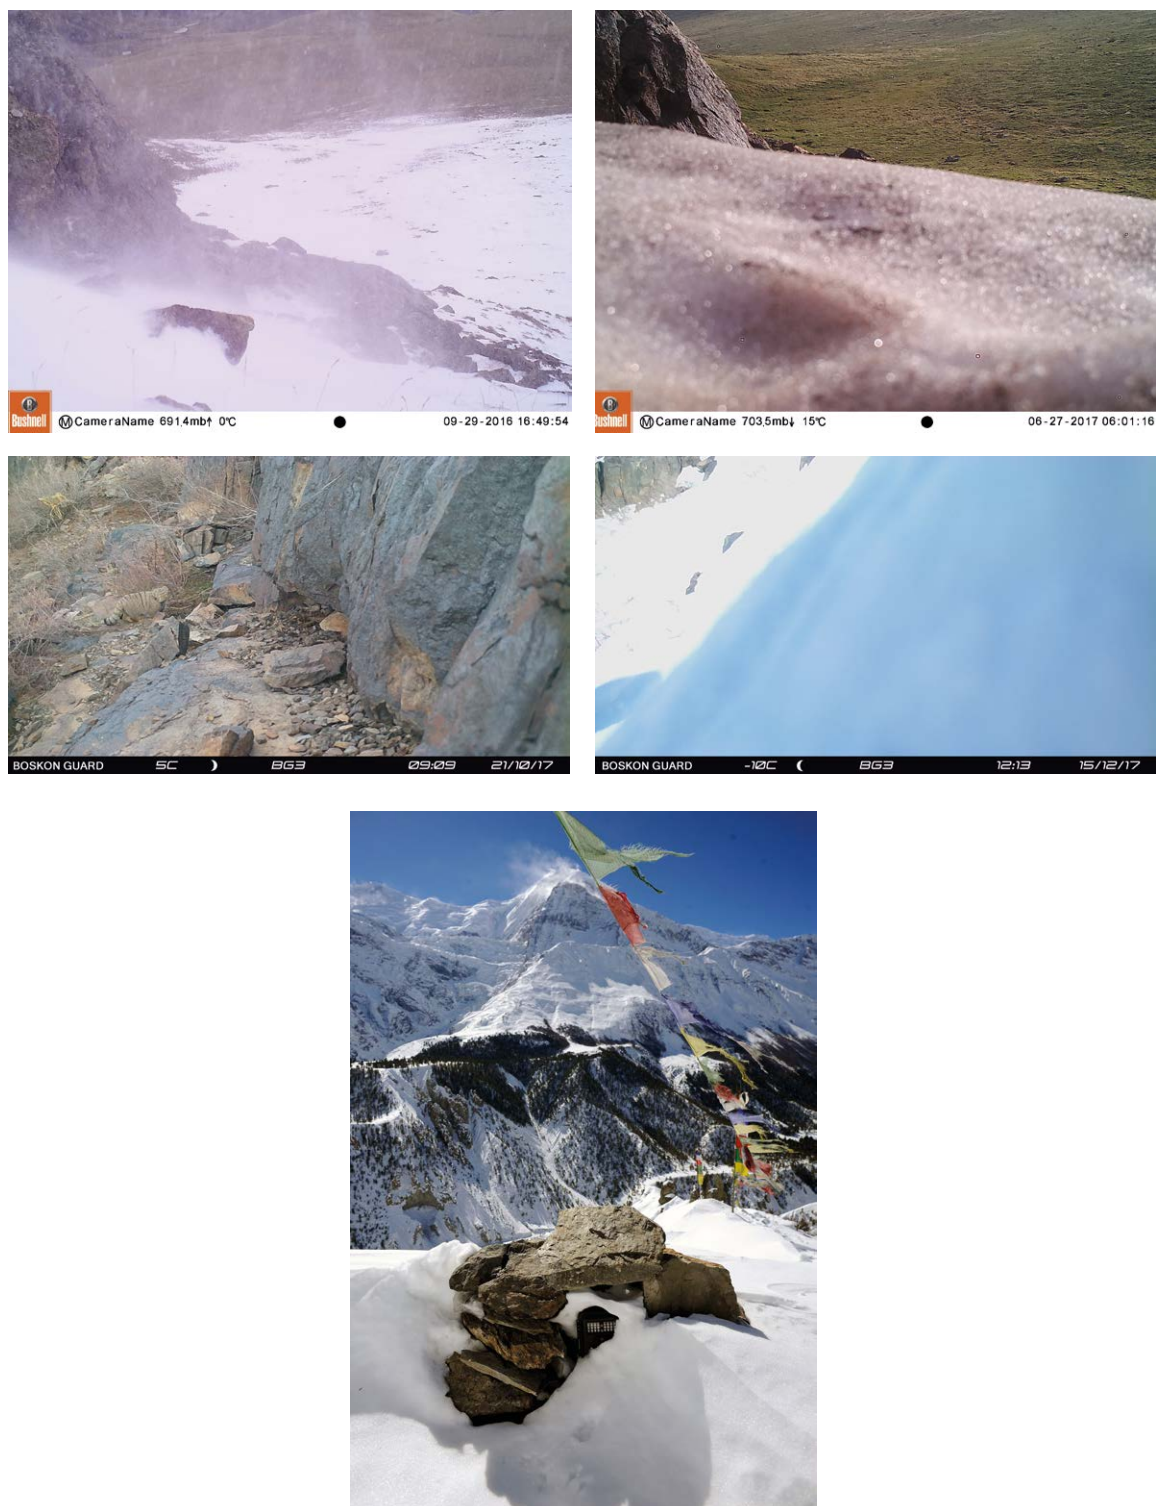 Bushnell
Ⓜ CameraName 691,4mb↑ 0℃ ● 09-29-2016 16:49:54
Bushnell
Ⓜ CameraName 703,5mb↓ 15℃ ● 06-27-2017 06:01:16
BOSKON GUARD 5C BG3 09:09 21/10/17
BOSKON GUARD -10C BG3 12:13 15/12/17